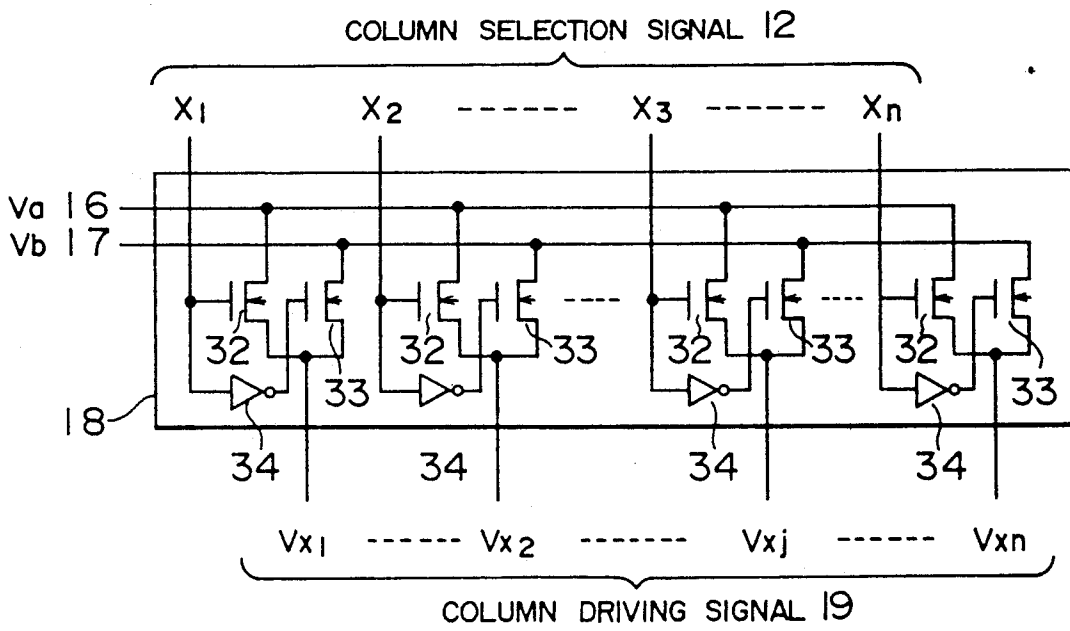 COLUMN SELECTION SIGNAL 12
X1 X2 ------ X3 ------ Xn
Va 16
Vb 17
32 33 32 33 32 33 32 33
18
34 34 34 34
Vx1 ------ Vx2 ------ Vxj ------ Vxn
COLUMN DRIVING SIGNAL 19